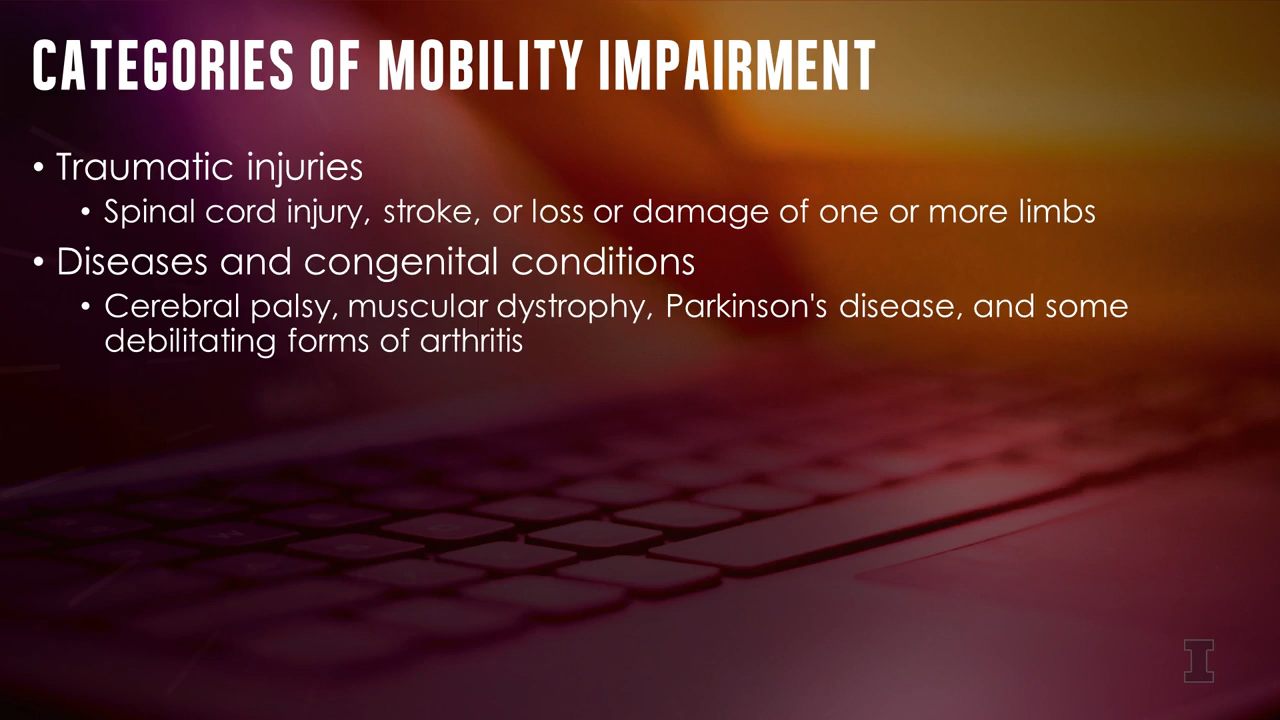 CATEGORIES OF MOBILITY IMPAIRMENT
• Traumatic injuries
• Spinal cord injury, stroke, or loss or damage of one or more limbs
• Diseases and congenital conditions
• Cerebral palsy, muscular dystrophy, Parkinson's disease, and some
debilitating forms of arthritis
I